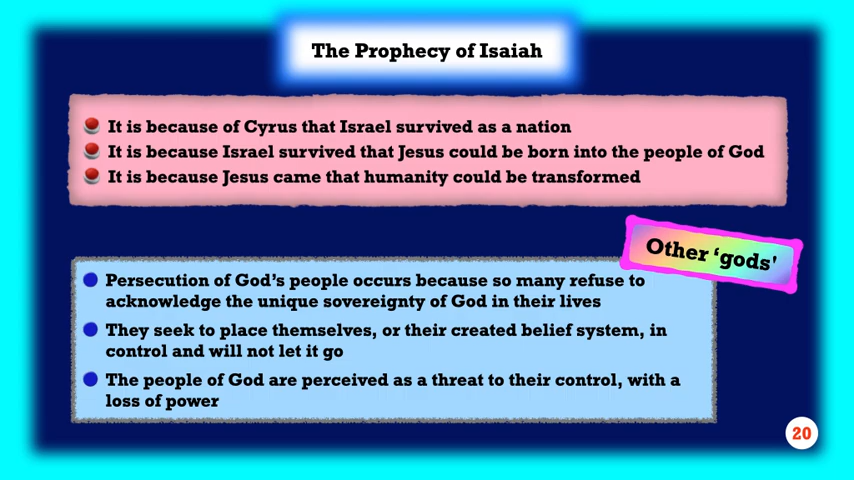 The Prophecy of Isaiah
It is because of Cyrus that Israel survived as a nation
It is because Israel survived that Jesus could be born into the people of God
It is because Jesus came that humanity could be transformed
Other ‘gods’
Persecution of God’s people occurs because so many refuse to
acknowledge the unique sovereignty of God in their lives
They seek to place themselves, or their created belief system, in
control and will not let it go
The people of God are perceived as a threat to their control, with a
loss of power
20